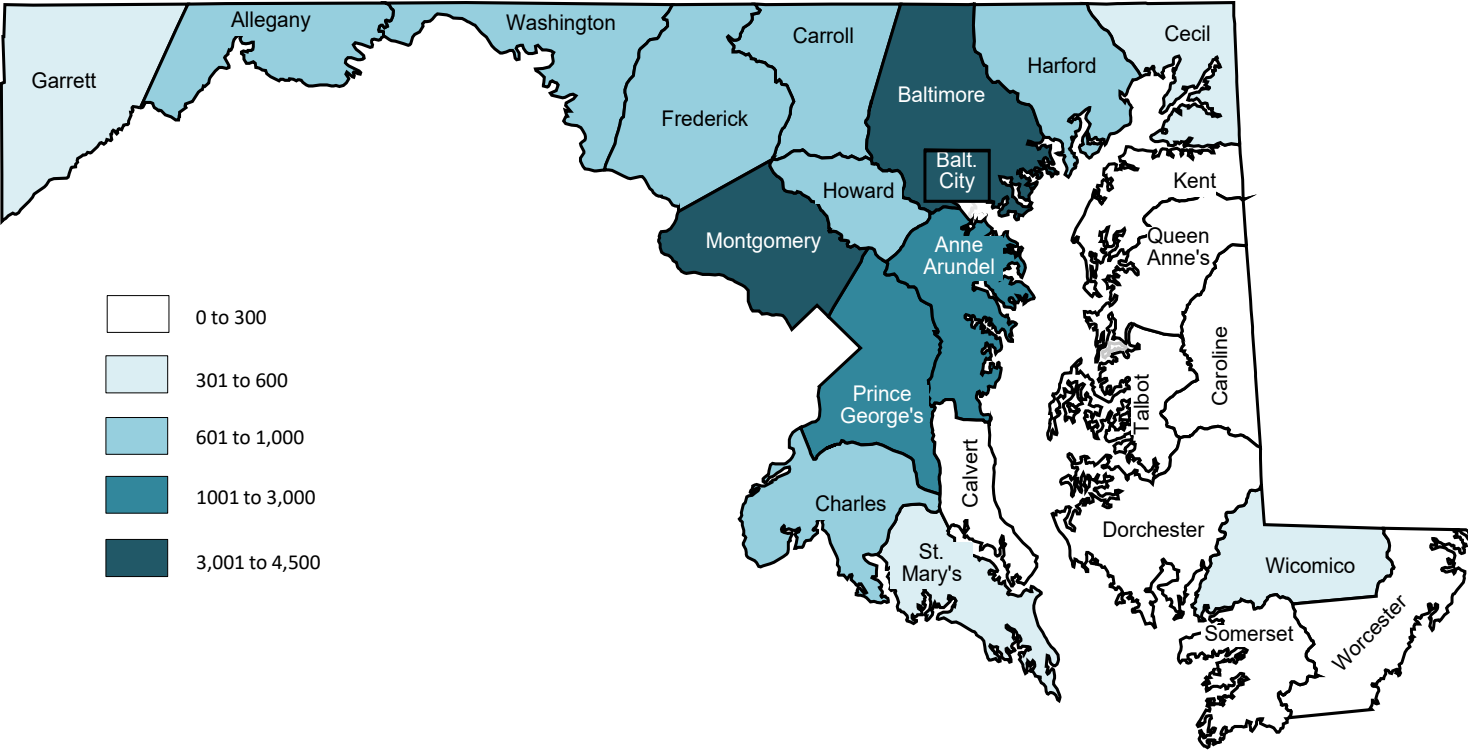 Allegany
Washington
Carroll
Cecil
Garrett
Harford
Baltimore
Frederick
Balt.
City
Howard
Kent
Montgomery
Anne
Arundel
Queen
Anne's
0 to 300
301 to 600
601 to 1,000
1001 to 3,000
3,001 to 4,500
Prince
George's
Talbot
Caroline
Calvert
Charles
Dorchester
St.
Mary's
Wicomico
Somerset
Worcester